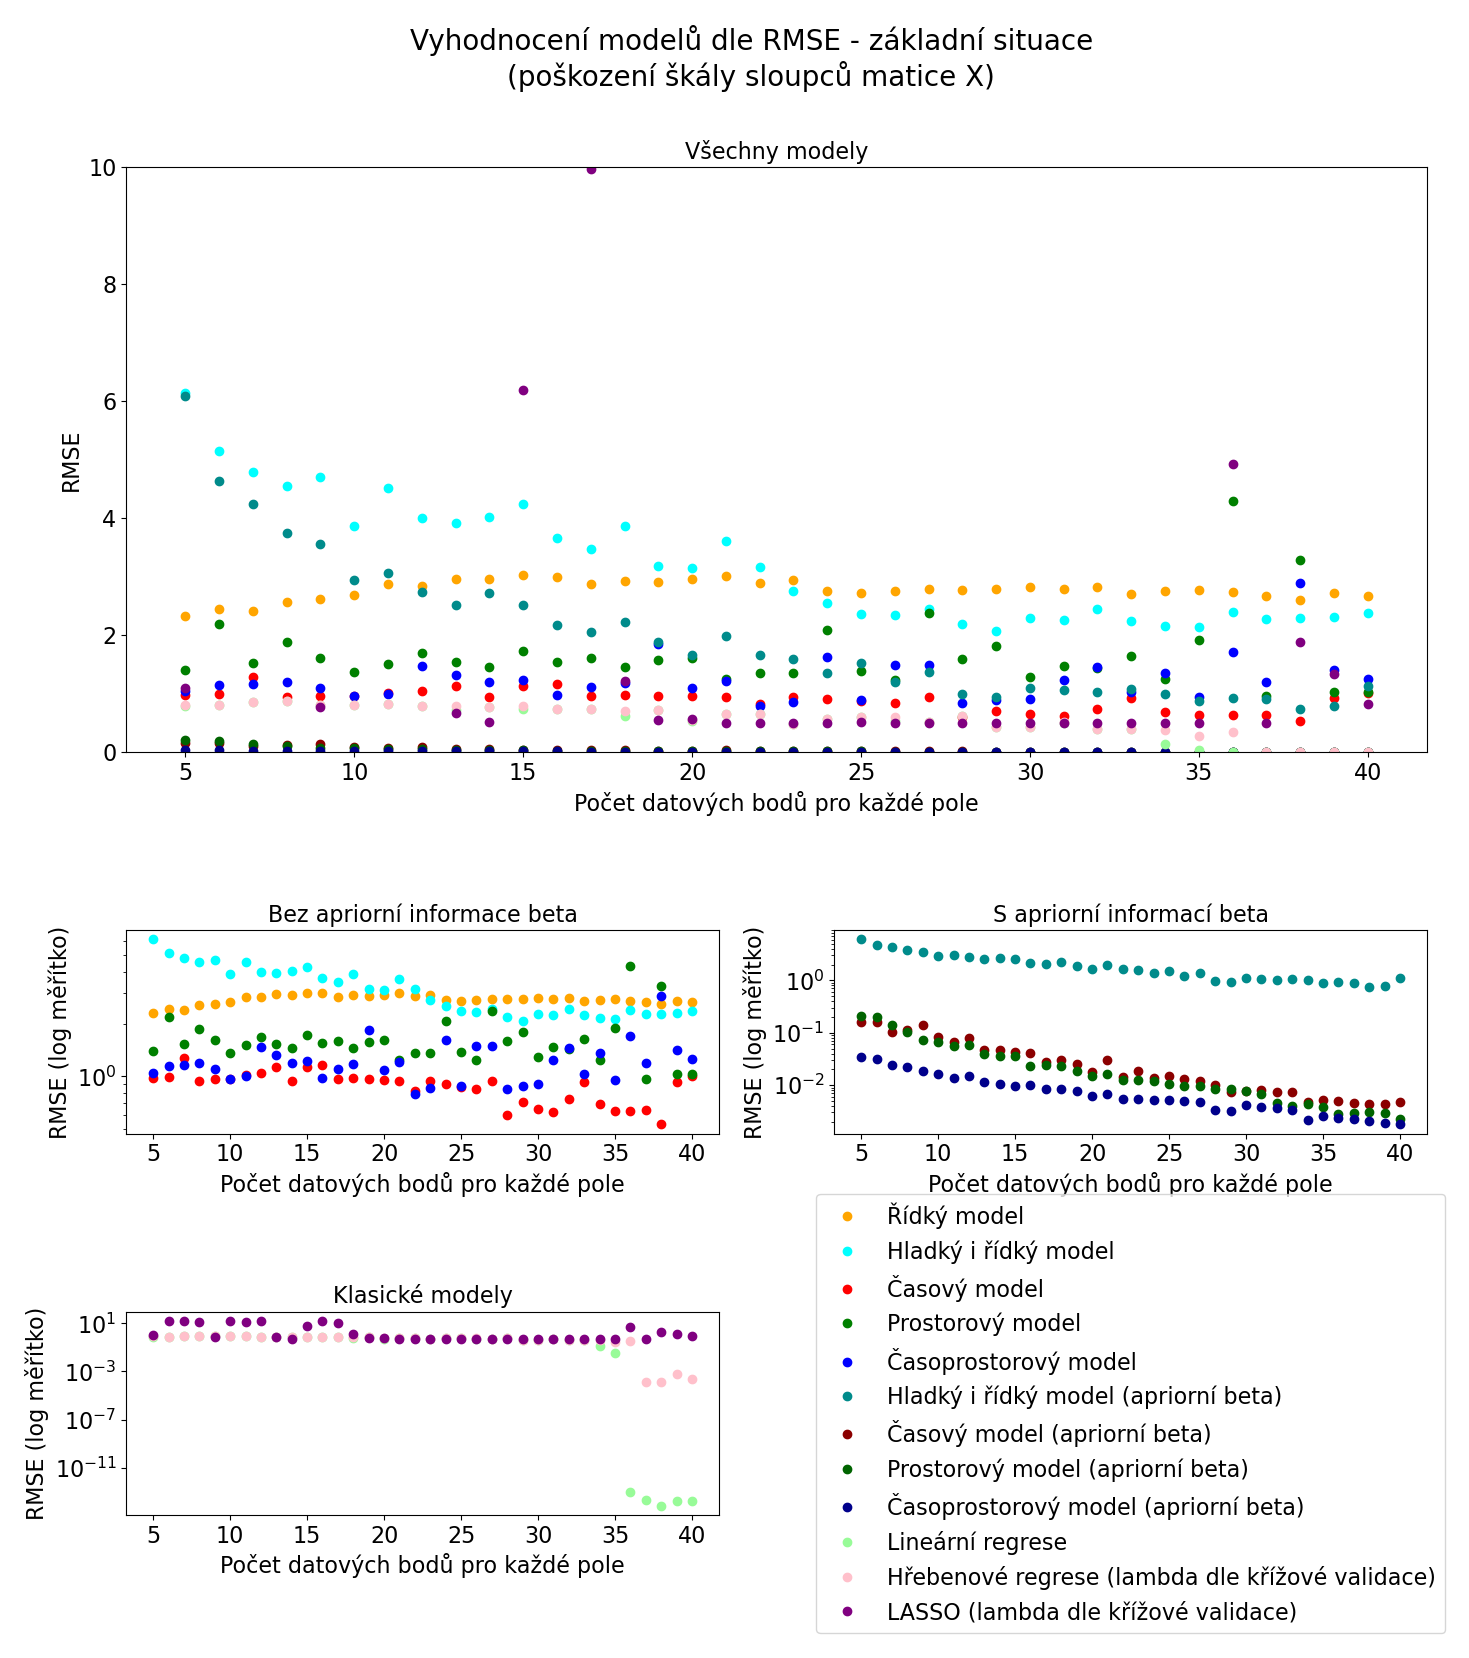 Vyhodnocení modelů dle RMSE - základní situace
(poškození škály sloupců matice X)
Všechny modely
10
8
6
4
2
0
RMSE
5 10 15 20 25 30 35 40
Počet datových bodů pro každé pole
Bez apriorní informace beta
RMSE (log měřítko)
10^0
5 10 15 20 25 30 35 40
Počet datových bodů pro každé pole
S apriorní informací beta
RMSE (log měřítko)
10^0
10^-1
10^-2
5 10 15 20 25 30 35 40
Počet datových bodů pro každé pole
Klasické modely
RMSE (log měřítko)
10^1
10^-3
10^-7
10^-11
5 10 15 20 25 30 35 40
Počet datových bodů pro každé pole
Řídký model
Hladký i řídký model
Časový model
Prostorový model
Časoprostorový model
Hladký i řídký model (apriorní beta)
Časový model (apriorní beta)
Prostorový model (apriorní beta)
Časoprostorový model (apriorní beta)
Lineární regrese
Hřebenové regrese (lambda dle křížové validace)
LASSO (lambda dle křížové validace)